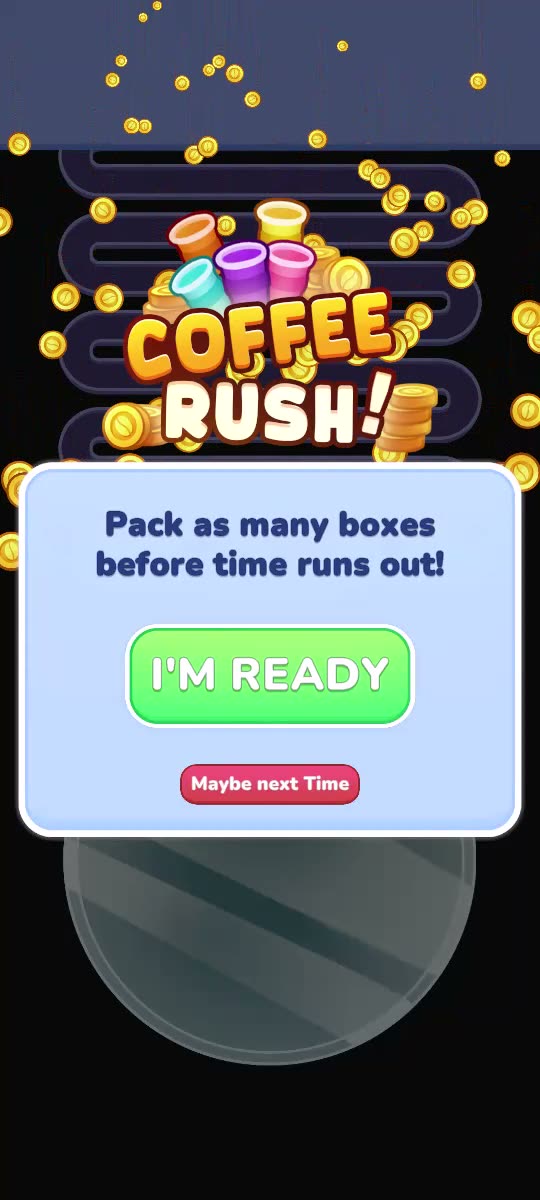 COFFEE
RUSH!
Pack as many boxes
before time runs out!
I'M READY
Maybe next Time